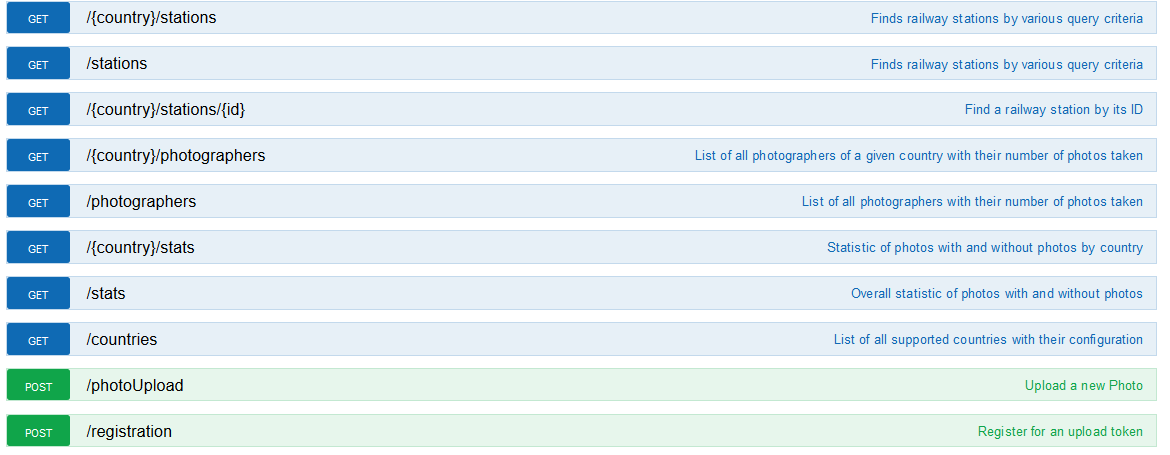 GET /{country}/stations Finds railway stations by various query criteria
GET /stations Finds railway stations by various query criteria
GET /{country}/stations/{id} Find a railway station by its ID
GET /{country}/photographers List of all photographers of a given country with their number of photos taken
GET /photographers List of all photographers with their number of photos taken
GET /{country}/stats Statistic of photos with and without photos by country
GET /stats Overall statistic of photos with and without photos
GET /countries List of all supported countries with their configuration
POST /photoUpload Upload a new Photo
POST /registration Register for an upload token